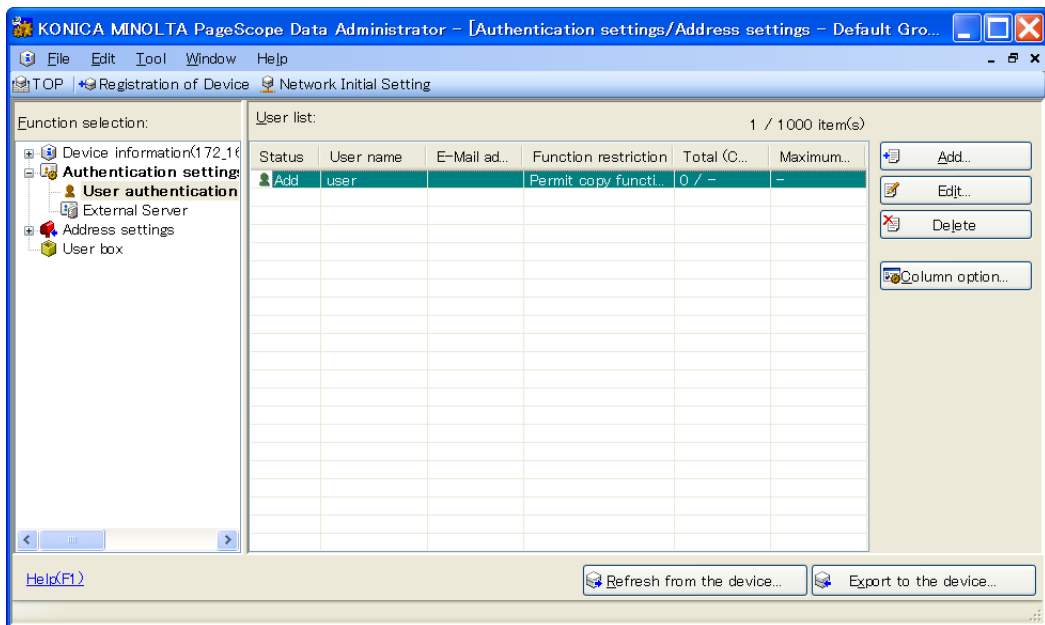 KONICA MINOLTA PageScope Data Administrator - [Authentication settings/Address settings - Default Gro...
File Edit Tool Window Help
TOP Registration of Device Network Initial Setting
Function selection:
Device information(172_16
Authentication settings
User authentication
External Server
Address settings
User box
User list:
1 / 1000 item(s)
Status User name E-Mail ad... Function restriction Total (C... Maximum...
Add user Permit copy functi... 0 / - -
Add...
Edit...
Delete
Column option...
Help(F1)
Refresh from the device... Export to the device...